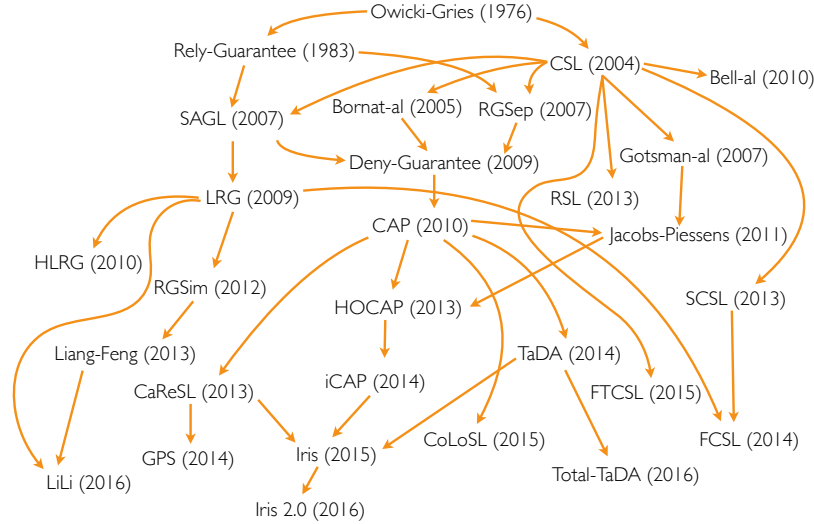 Owicki-Gries (1976)
Rely-Guarantee (1983)
CSL (2004)
Bell-al (2010)
Bornat-al (2005)
RGSep (2007)
SAGL (2007)
Gotsman-al (2007)
Deny-Guarantee (2009)
LRG (2009)
RSL (2013)
CAP (2010)
Jacobs-Piessens (2011)
HLRG (2010)
RGSim (2012)
SCSL (2013)
HOCAP (2013)
Liang-Feng (2013)
TaDA (2014)
iCAP (2014)
CaReSL (2013)
FTCSL (2015)
CoLoSL (2015)
FCSL (2014)
GPS (2014)
Iris (2015)
Total-TaDA (2016)
LiLi (2016)
Iris 2.0 (2016)